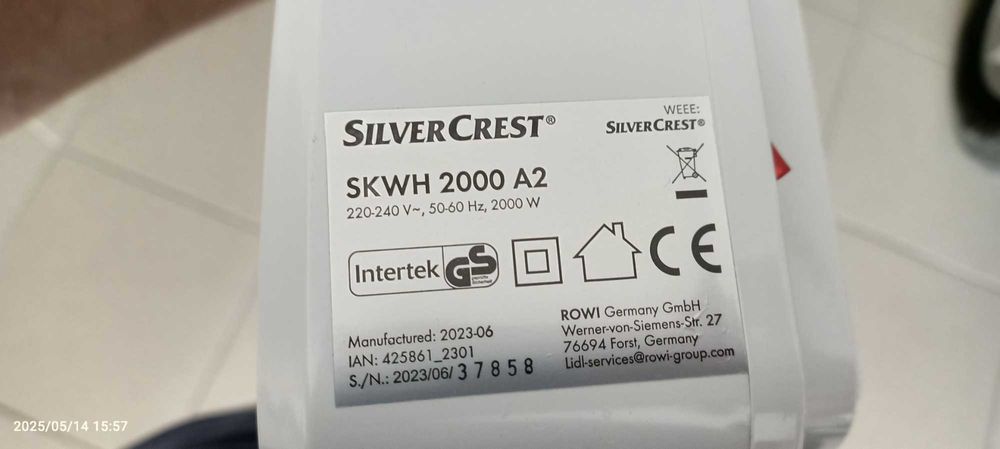 SILVERCREST®
WEEE:
SILVERCREST®
SKWH 2000 A2
220-240 V~, 50-60 Hz, 2000 W
Intertek GS
geprüfte
Sicherheit
CE
Manufactured: 2023-06
IAN: 425861_2301
S./N.: 2023/06/37858
ROWI Germany GmbH
Werner-von-Siemens-Str. 27
76694 Forst, Germany
Lidl-services@rowi-group.com
2025/05/14 15:57